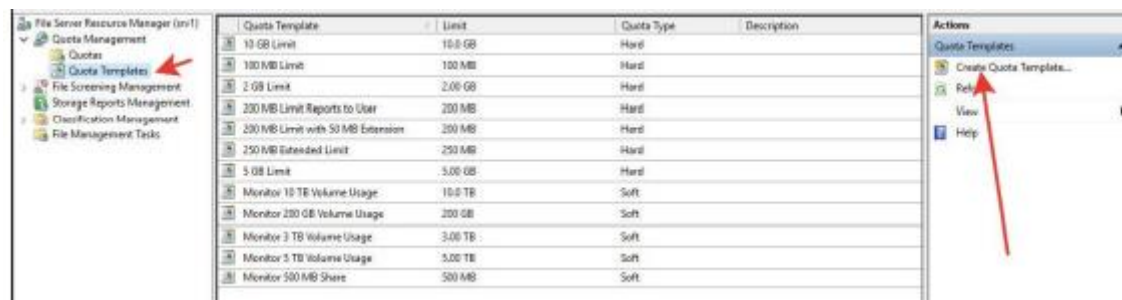 File Server Resource Manager (srv1)
Quota Management
Quotas
Quota Templates
File Screening Management
Storage Reports Management
Classification Management
File Management Tasks
Quota Template Limit Quota Type Description
10 GB Limit 10.0 GB Hard
100 MB Limit 100 MB Hard
2 GB Limit 2.00 GB Hard
200 MB Limit Reports to User 200 MB Hard
200 MB Limit with 50 MB Extension 200 MB Hard
250 MB Extended Limit 250 MB Hard
5 GB Limit 5.00 GB Hard
Monitor 10 TB Volume Usage 10.0 TB Soft
Monitor 200 GB Volume Usage 200 GB Soft
Monitor 3 TB Volume Usage 3.00 TB Soft
Monitor 5 TB Volume Usage 5.00 TB Soft
Monitor 500 MB Share 500 MB Soft
Actions
Quota Templates
Create Quota Template...
View
Help